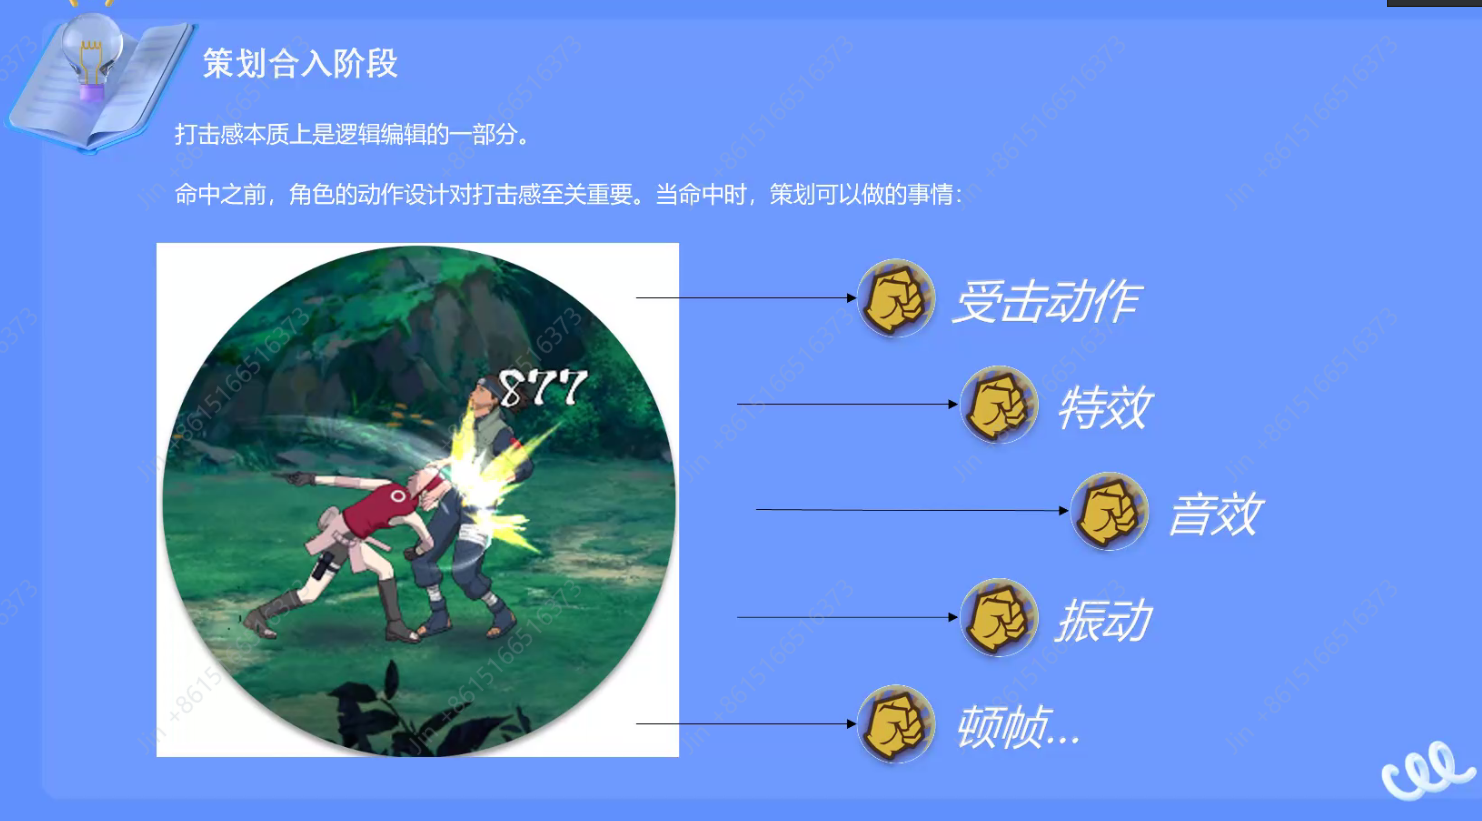 策划合入阶段
打击感本质上是逻辑编辑的一部分。
命中之前，角色的动作设计对打击感至关重要。当命中时，策划可以做的事情：
受击动作
877
特效
音效
振动
顿帧...
Jin +8615166516373